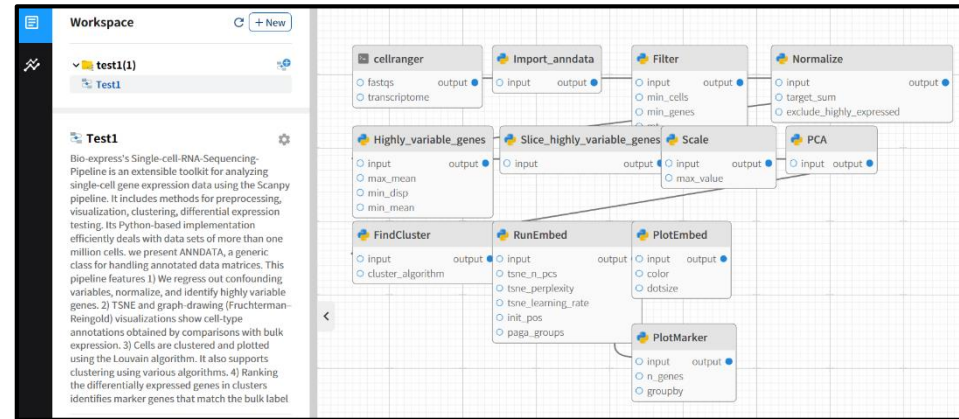 Workspace
+ New
test1(1)
Test1
Test1
Bio-express's Single-cell-RNA-Sequencing-
Pipeline is an extensible toolkit for analyzing
single-cell gene expression data using the Scanpy
pipeline. It includes methods for preprocessing,
visualization, clustering, differential expression
testing. Its Python-based implementation
efficiently deals with data sets of more than one
million cells. we present ANNDATA, a generic
class for handling annotated data matrices. This
pipeline features 1) We regress out confounding
variables, normalize, and identify highly variable
genes. 2) TSNE and graph-drawing (Fruchterman–
Reingold) visualizations show cell-type
annotations obtained by comparisons with bulk
expression. 3) Cells are clustered and plotted
using the Louvain algorithm. It also supports
clustering using various algorithms. 4) Ranking
the differentially expressed genes in clusters
identifies marker genes that match the bulk label
cellranger
fastqs output
transcriptome
Import_anndata
input output
Filter
input output
min_cells
min_genes
Normalize
input output
target_sum
exclude_highly_expressed
Highly_variable_genes
input output
max_mean
min_disp
min_mean
Slice_highly_variable_genes
input output
Scale
input output
max_value
PCA
input output
FindCluster
input output
cluster_algorithm
RunEmbed
input output
tsne_n_pcs
tsne_perplexity
tsne_learning_rate
init_pos
paga_groups
PlotEmbed
input output
color
dotsize
PlotMarker
input output
n_genes
groupby